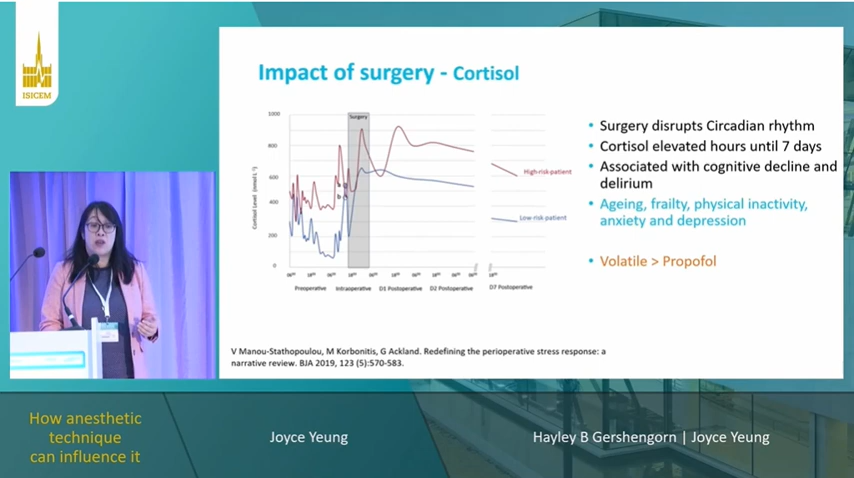 ISICEM
Impact of surgery - Cortisol
Surgery
1000
800
600
400
200
0
Cortisol Level (nmol L⁻¹)
a
b
High-risk-patient
Low-risk-patient
Preoperative
Intraoperative
D1 Postoperative
D2 Postoperative
D7 Postoperative
• Surgery disrupts Circadian rhythm
• Cortisol elevated hours until 7 days
• Associated with cognitive decline and
delirium
• Ageing, frailty, physical inactivity,
anxiety and depression
• Volatile > Propofol
V Manou-Stathopoulou, M Korbonitis, G Ackland. Redefining the perioperative stress response: a
narrative review. BJA 2019, 123 (5):570-583.
How anesthetic
technique
can influence it
Joyce Yeung
Hayley B Gershengorn | Joyce Yeung